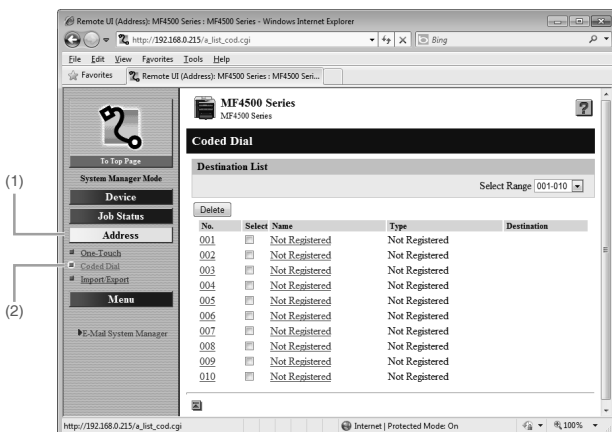 Remote UI (Address): MF4500 Series : MF4500 Series - Windows Internet Explorer
http://192.168.0.215/a_list_cod.cgi
Bing
File Edit View Favorites Tools Help
Favorites Remote UI (Address): MF4500 Series : MF4500 Seri...
MF4500 Series
MF4500 Series
?
To Top Page
System Manager Mode
Device
Job Status
(1)
Address
One-Touch
(2)
Coded Dial
Import/Export
Menu
E-Mail System Manager
Coded Dial
Destination List
Select Range 001-010
Delete
No. Select Name Type Destination
001 Not Registered Not Registered
002 Not Registered Not Registered
003 Not Registered Not Registered
004 Not Registered Not Registered
005 Not Registered Not Registered
006 Not Registered Not Registered
007 Not Registered Not Registered
008 Not Registered Not Registered
009 Not Registered Not Registered
010 Not Registered Not Registered
http://192.168.0.215/a_list_cod.cgi Internet | Protected Mode: On 100%